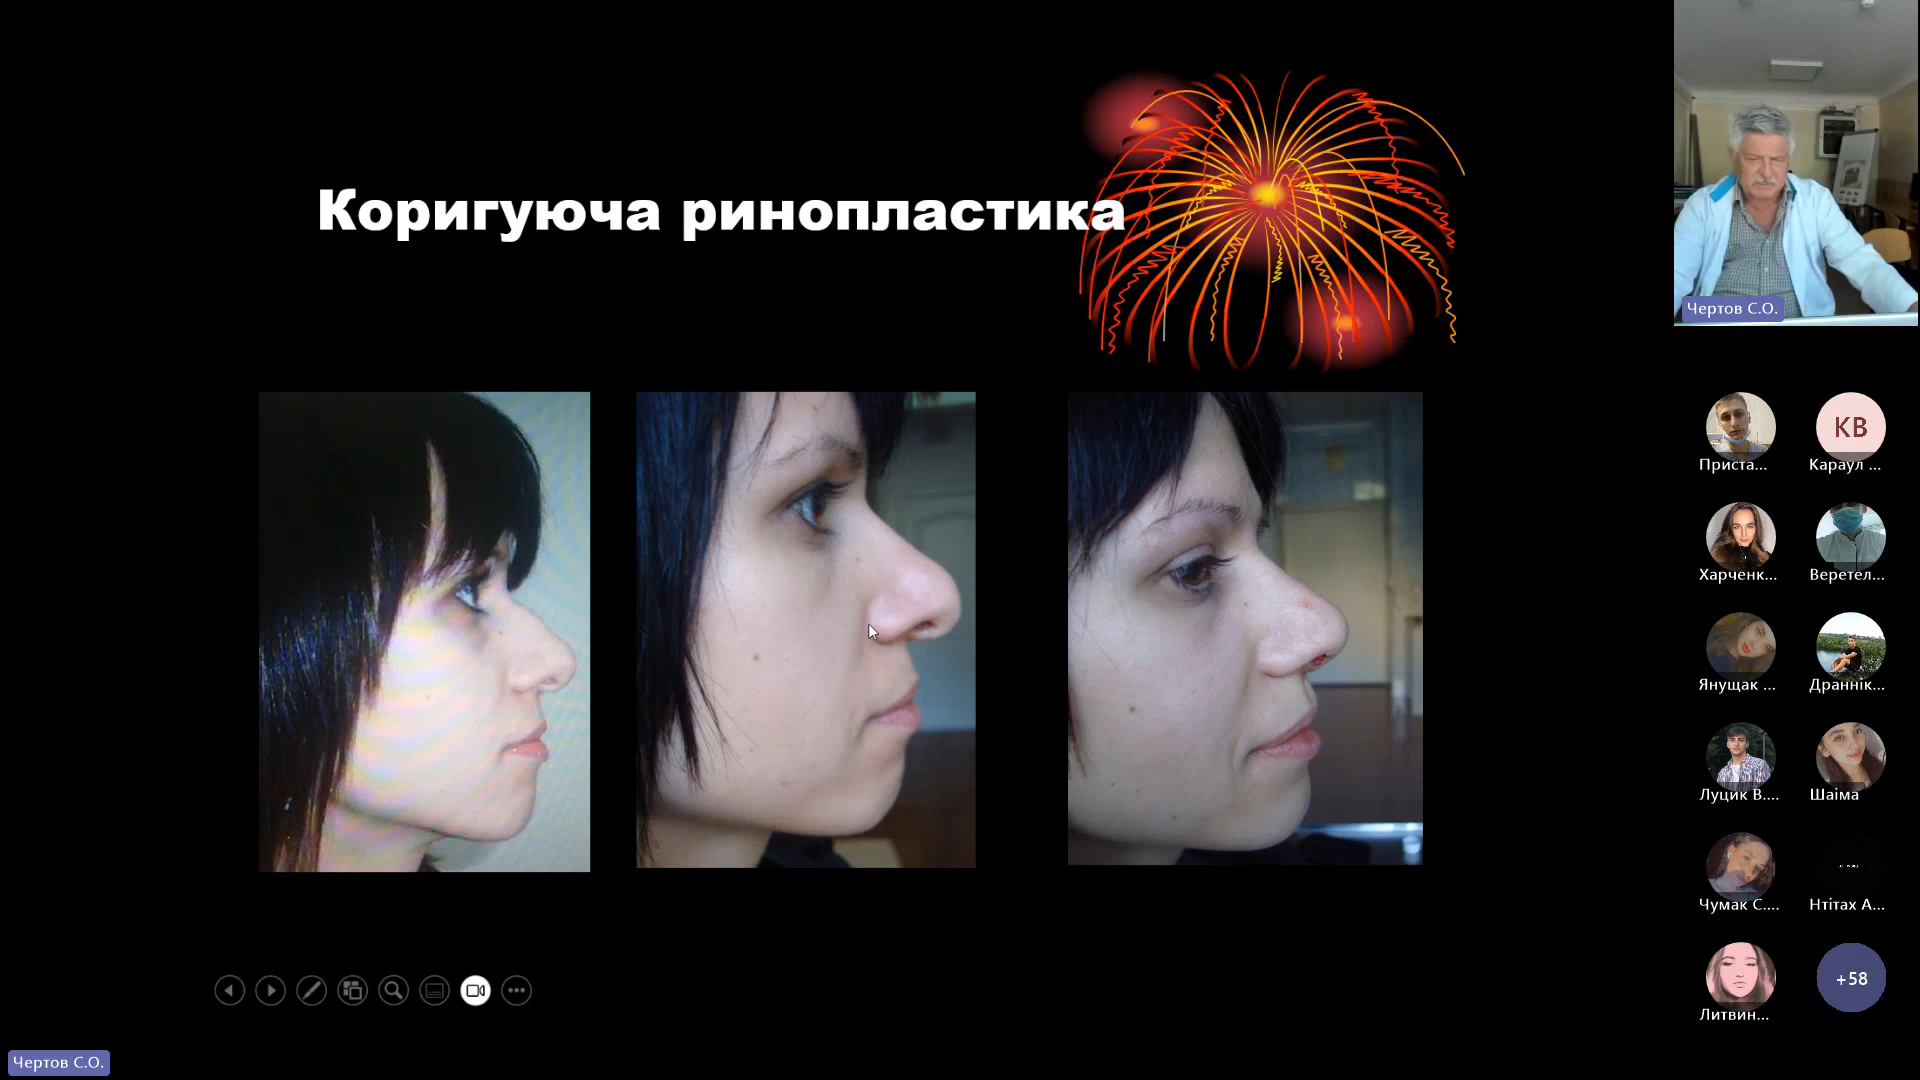 Коригуюча ринопластика
Чертов С.О.
Приста...
КВ
Караул ...
Харченк...
Веретел...
Янущак ...
Драннік...
Луцик В....
Шаіма
Чумак С....
Нтітах А...
Литвин...
+58
Чертов С.О.